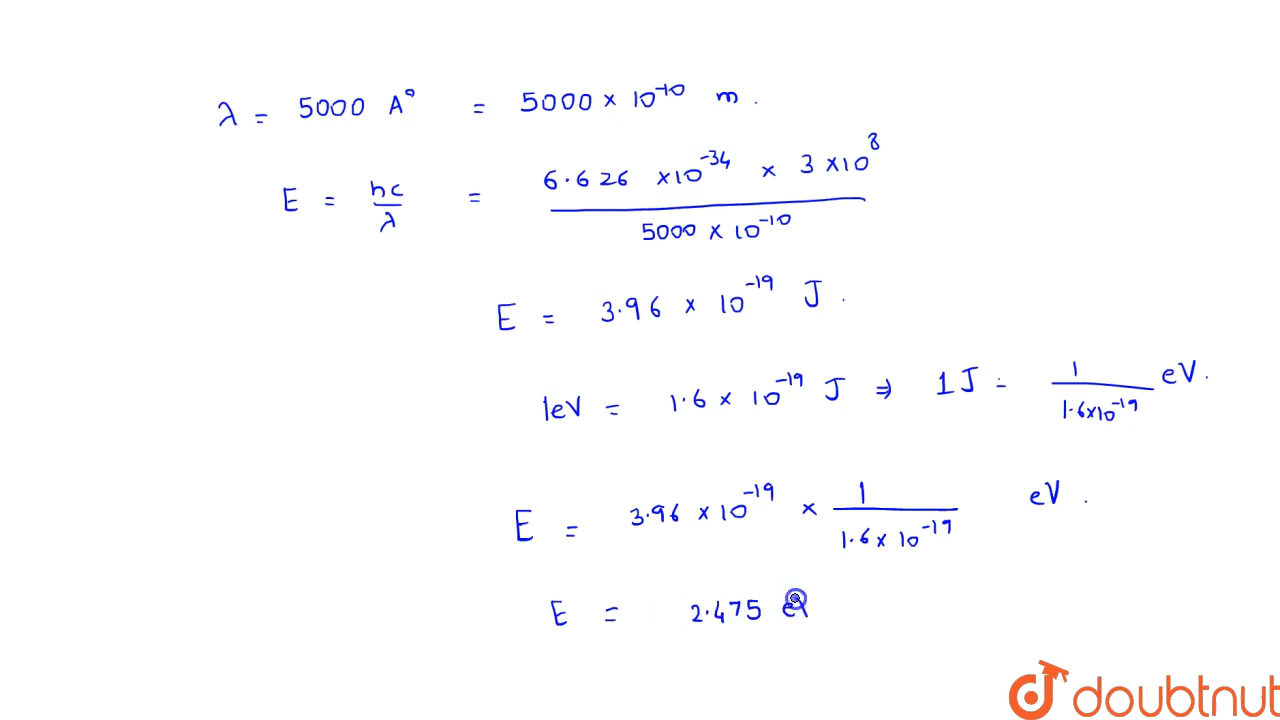 λ = 5000 A° = 5000 × 10⁻¹⁰ m .
E = hc/λ = 6.626 × 10⁻³⁴ × 3 × 10⁸ / 5000 × 10⁻¹⁰
E = 3.96 × 10⁻¹⁹ J .
1eV = 1.6 × 10⁻¹⁹ J ⇒ 1J = 1/1.6×10⁻¹⁹ eV .
E = 3.96 × 10⁻¹⁹ × 1/1.6 × 10⁻¹⁹ eV .
E = 2.475 e
doubtnut